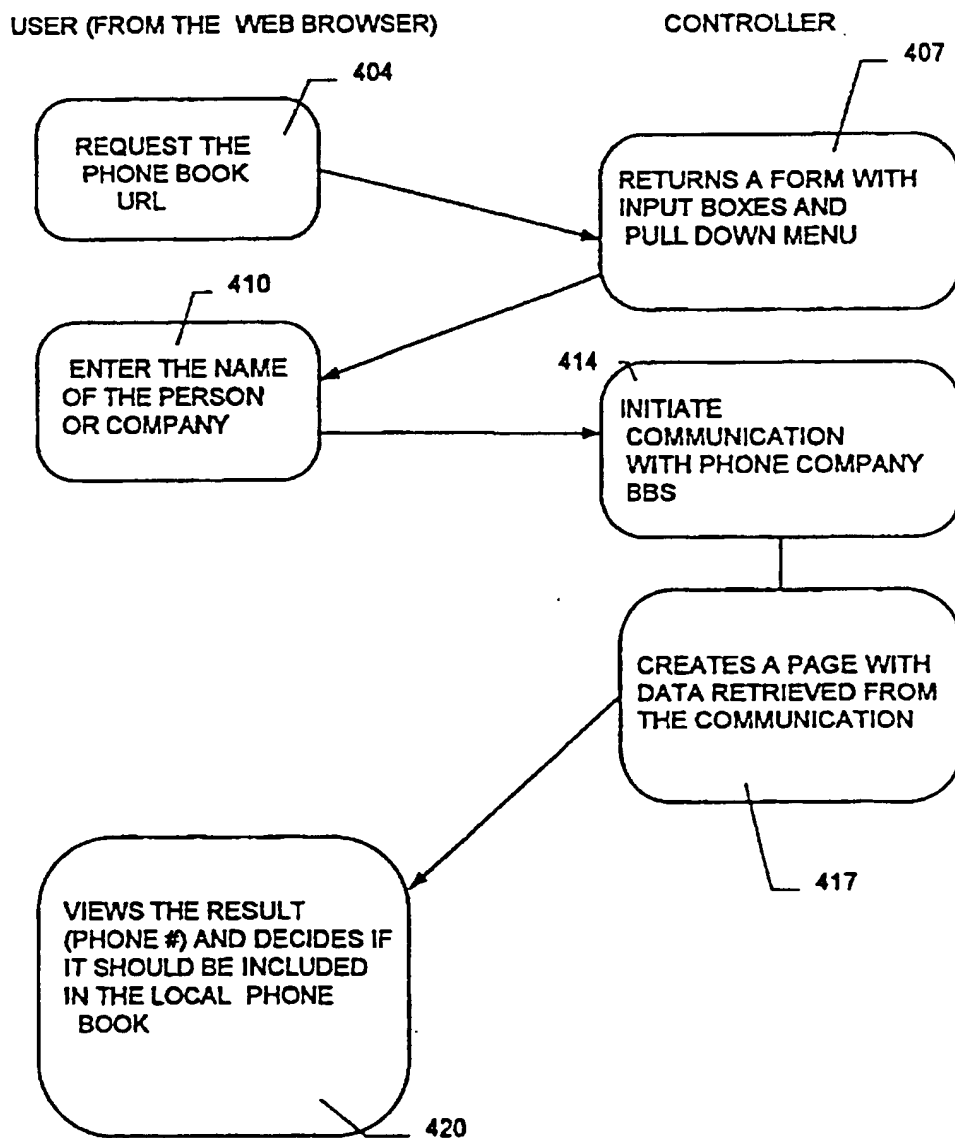 USER (FROM THE WEB BROWSER)
CONTROLLER
404
407
REQUEST THE
PHONE BOOK
URL
RETURNS A FORM WITH
INPUT BOXES AND
PULL DOWN MENU
410
ENTER THE NAME
OF THE PERSON
OR COMPANY
414
INITIATE
COMMUNICATION
WITH PHONE COMPANY
BBS
CREATES A PAGE WITH
DATA RETRIEVED FROM
THE COMMUNICATION
417
VIEWS THE RESULT
(PHONE #) AND DECIDES IF
IT SHOULD BE INCLUDED
IN THE LOCAL PHONE
BOOK
420